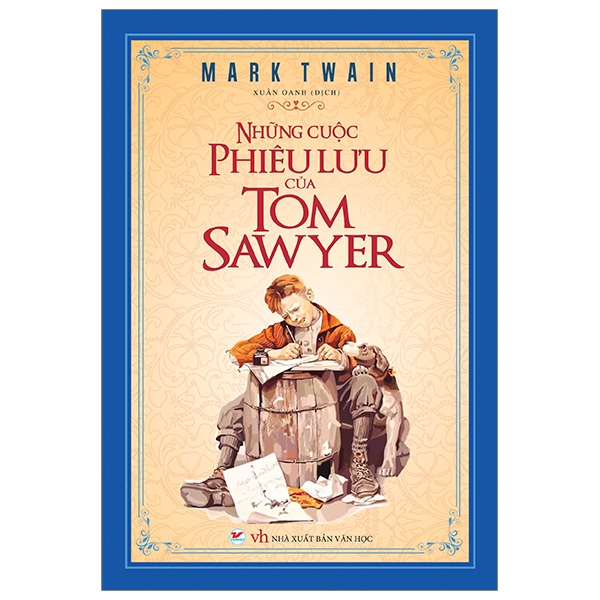 MARK TWAIN
XUÂN OANH (DỊCH)
NHỮNG CUỘC
PHIÊU LƯU
CỦA
TOM
SAWYER
vh NHÀ XUẤT BẢN VĂN HỌC